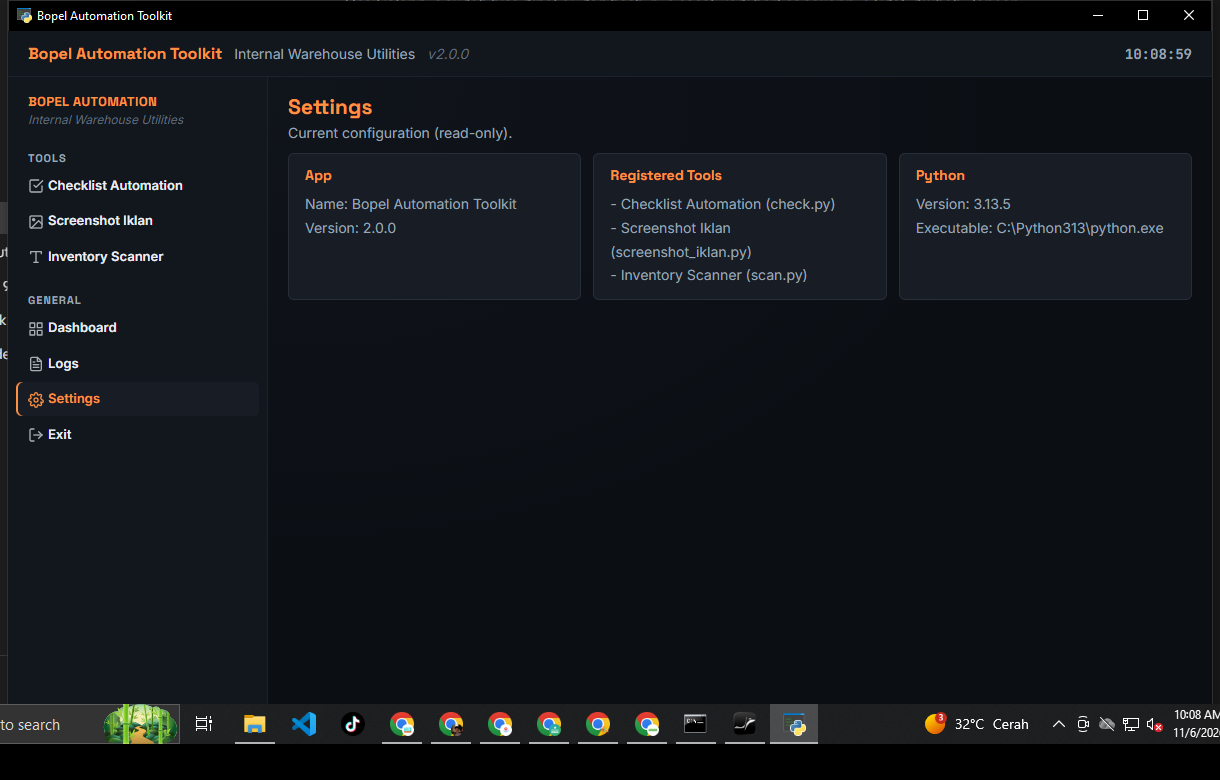 Bopel Automation Toolkit
Bopel Automation Toolkit Internal Warehouse Utilities v2.0.0 10:08:59
BOPEL AUTOMATION
Internal Warehouse Utilities
TOOLS
Checklist Automation
Screenshot Iklan
Inventory Scanner
GENERAL
Dashboard
Logs
Settings
Exit
Settings
Current configuration (read-only).
App
Name: Bopel Automation Toolkit
Version: 2.0.0
Registered Tools
- Checklist Automation (check.py)
- Screenshot Iklan
(screenshot_iklan.py)
- Inventory Scanner (scan.py)
Python
Version: 3.13.5
Executable: C:\Python313\python.exe
to search
3
32°C Cerah
10:08 AM
11/6/202